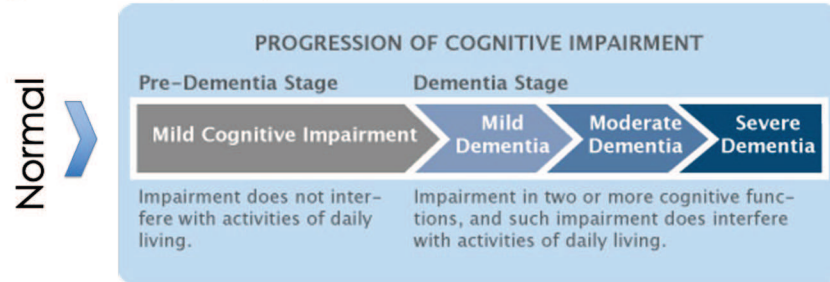 Normal
PROGRESSION OF COGNITIVE IMPAIRMENT
Pre-Dementia Stage
Dementia Stage
Mild Cognitive Impairment
Mild
Dementia
Moderate
Dementia
Severe
Dementia
Impairment does not inter-
fere with activities of daily
living.
Impairment in two or more cognitive func-
tions, and such impairment does interfere
with activities of daily living.